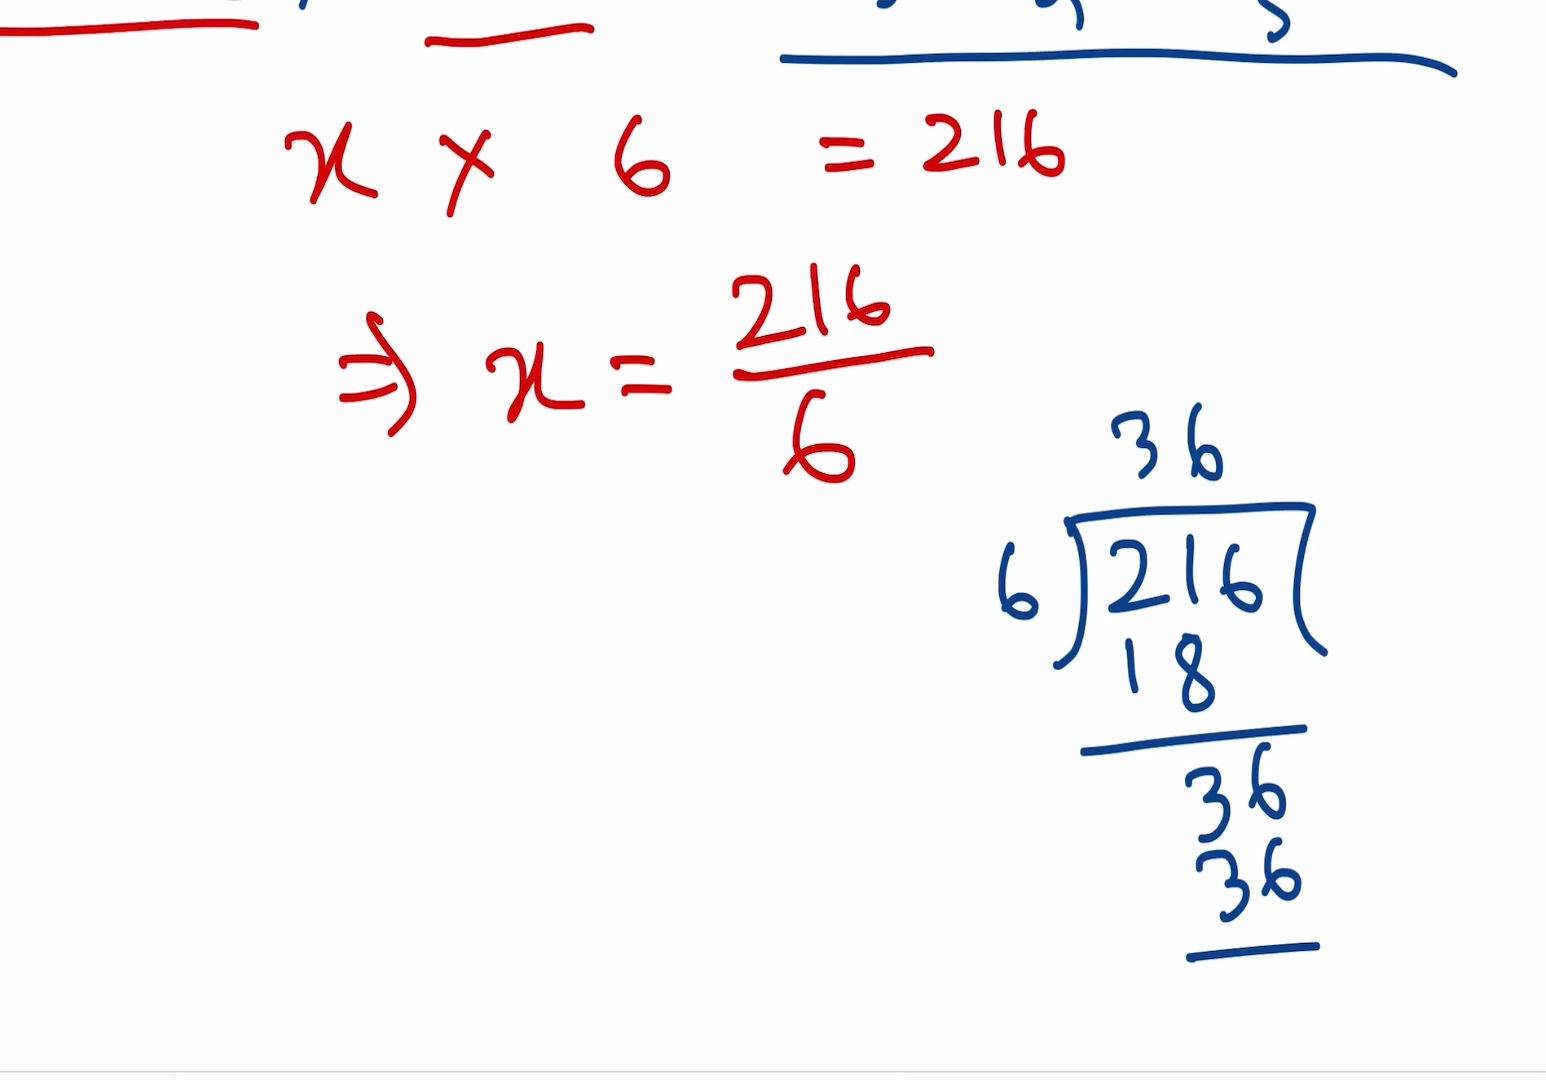 x × 6 = 216
⇒ x = 216/6
36
6)216(
18
36
36